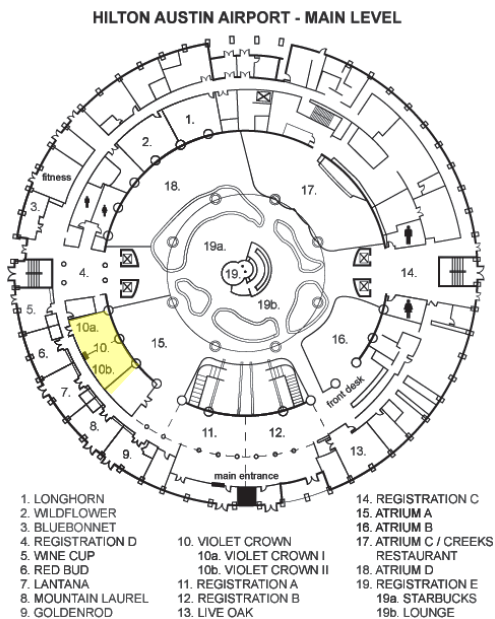 HILTON AUSTIN AIRPORT - MAIN LEVEL
1.
2.
fitness
18.
17.
3.
19a.
4.
19.
14.
19b.
5.
10a.
15.
16.
10.
6.
10b.
front desk
7.
8.
11.
12.
9.
13.
main entrance
1. LONGHORN
2. WILDFLOWER
3. BLUEBONNET
4. REGISTRATION D
5. WINE CUP
6. RED BUD
7. LANTANA
8. MOUNTAIN LAUREL
9. GOLDENROD
10. VIOLET CROWN
10a. VIOLET CROWN I
10b. VIOLET CROWN II
11. REGISTRATION A
12. REGISTRATION B
13. LIVE OAK
14. REGISTRATION C
15. ATRIUM A
16. ATRIUM B
17. ATRIUM C / CREEKS
RESTAURANT
18. ATRIUM D
19. REGISTRATION E
19a. STARBUCKS
19b. LOUNGE